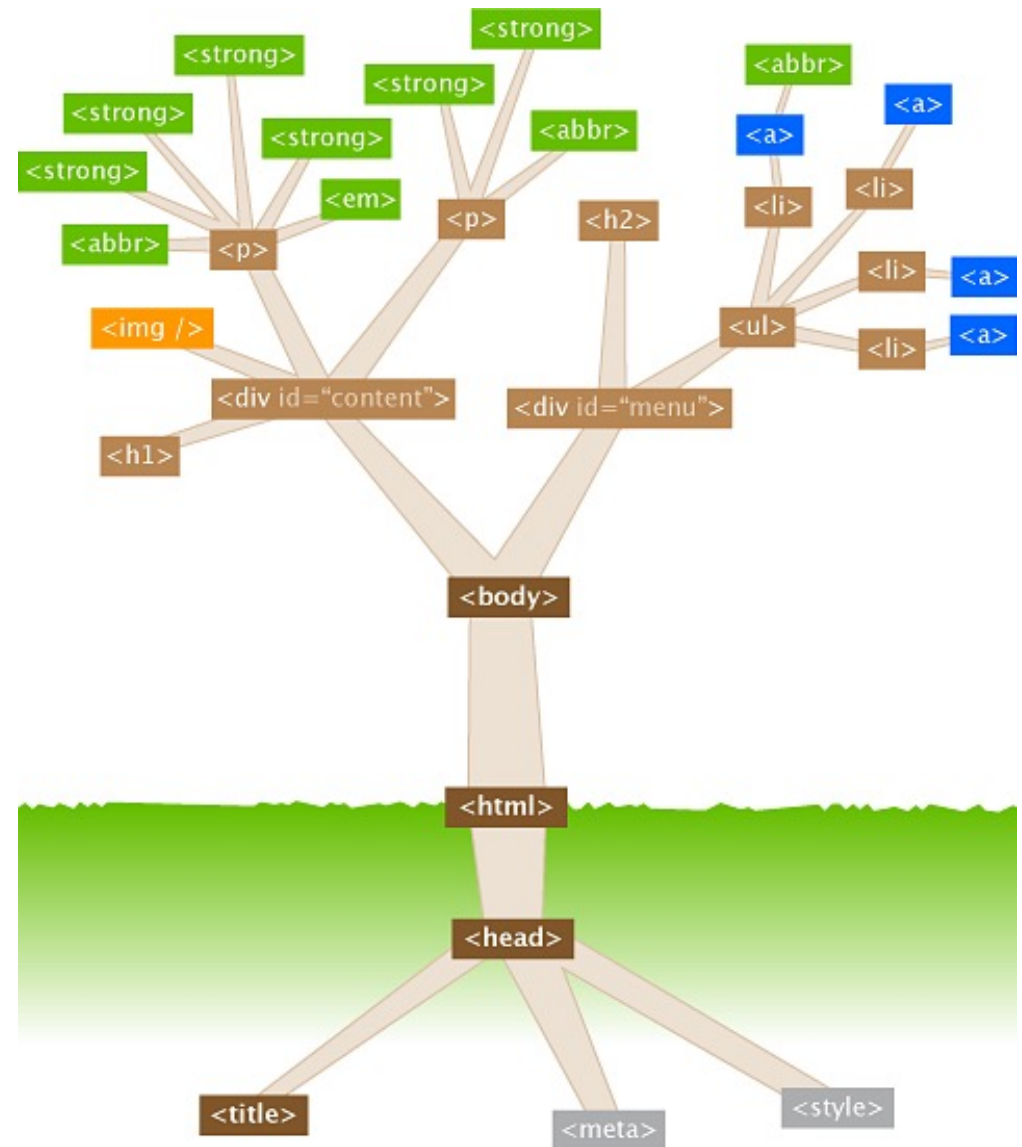 <strong>
<strong>
<abbr>
<strong>
<strong>
<a>
<a>
<strong>
<strong>
<abbr>
<strong>
<em>
<li>
<li>
<abbr>
<p>
<p>
<h2>
<li>
<a>
<img />
<ul>
<li>
<a>
<div id=“content”>
<div id=“menu”>
<h1>
<body>
<html>
<head>
<title>
<style>
<meta>